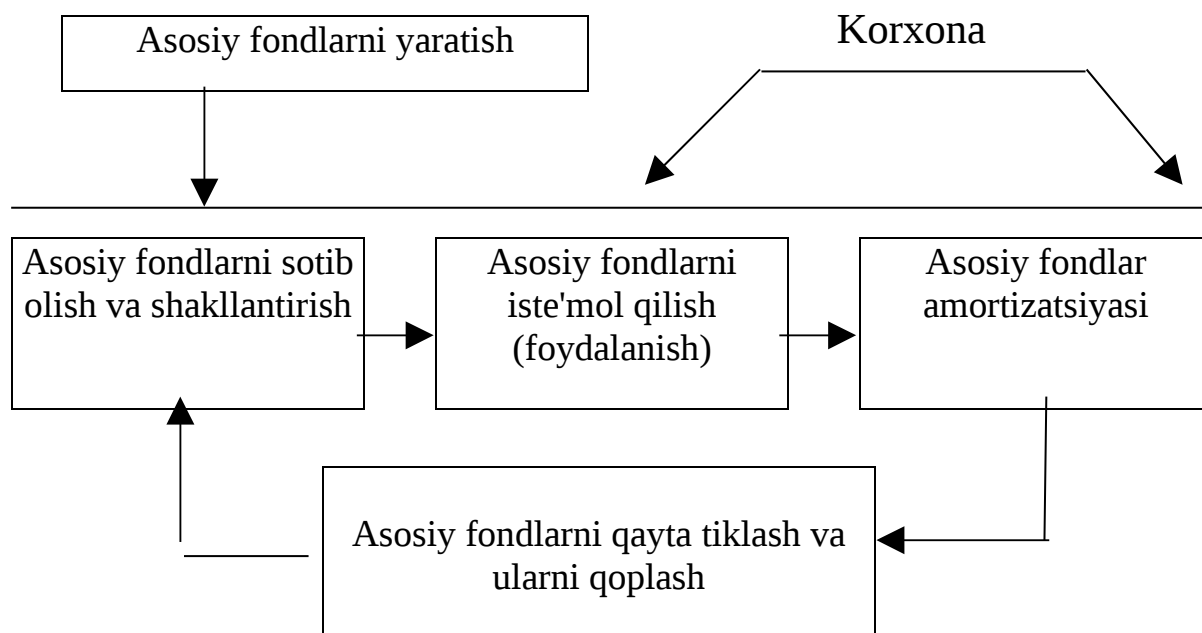 Asosiy fondlarni yaratish
Korxona
Asosiy fondlarni sotib
olish va shakllantirish
Asosiy fondlarni
iste'mol qilish
(foydalanish)
Asosiy fondlar
amortizatsiyasi
Asosiy fondlarni qayta tiklash va
ularni qoplash